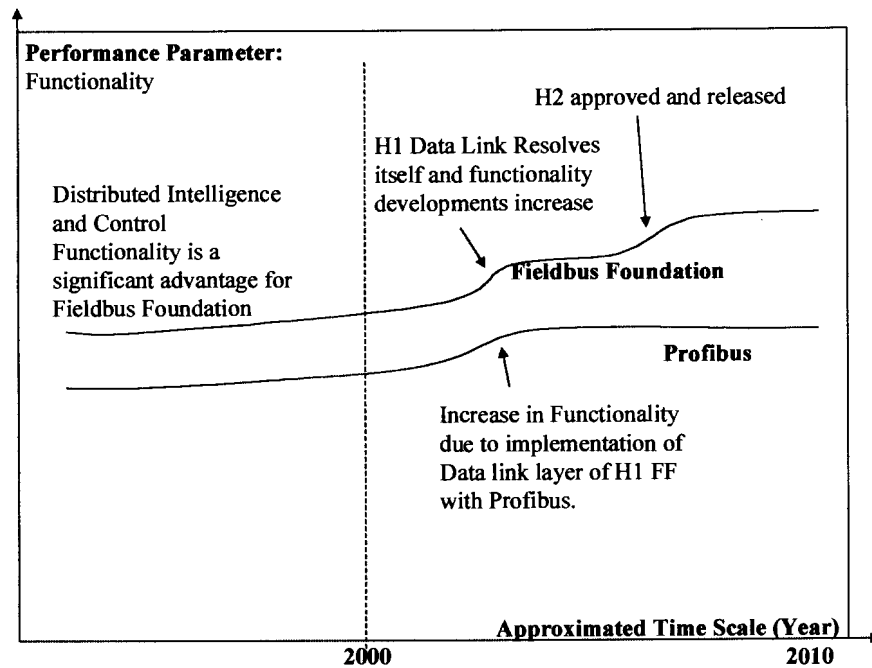 Performance Parameter:
Functionality
H2 approved and released
H1 Data Link Resolves
itself and functionality
developments increase
Distributed Intelligence
and Control
Functionality is a
significant advantage for
Fieldbus Foundation
Fieldbus Foundation
Profibus
Increase in Functionality
due to implementation of
Data link layer of H1 FF
with Profibus.
Approximated Time Scale (Year)
2000
2010